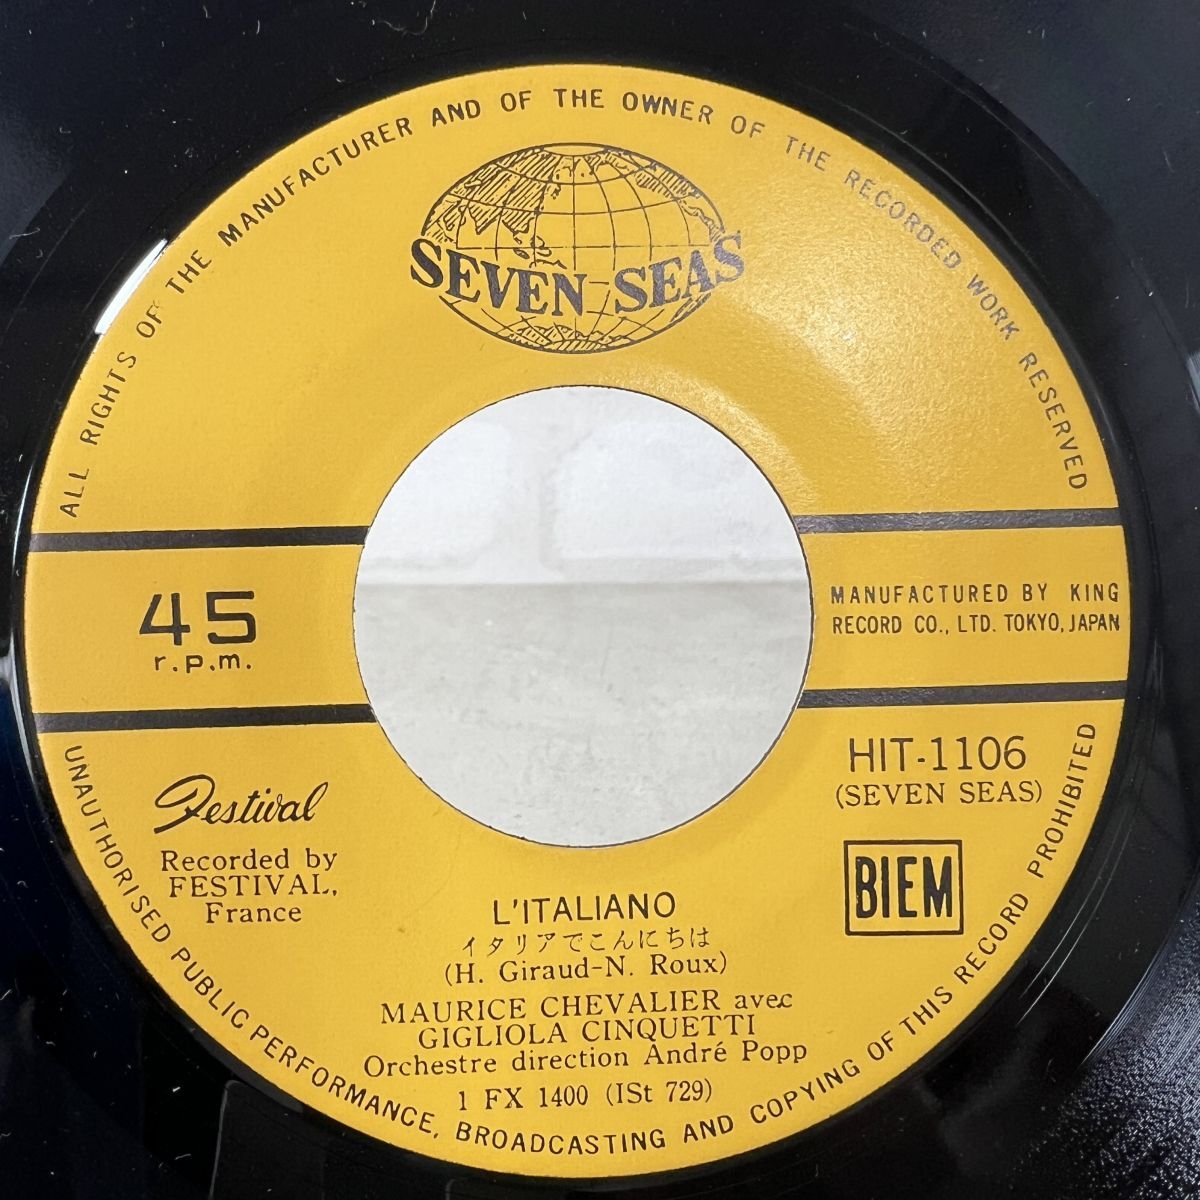 ALL RIGHTS OF THE MANUFACTURER AND OF THE OWNER OF THE RECORDED WORK RESERVED
SEVEN SEAS
45
r.p.m.
MANUFACTURED BY KING
RECORD CO., LTD. TOKYO, JAPAN
Festival
Recorded by
FESTIVAL,
France
HIT-1106
(SEVEN SEAS)
BIEM
L'ITALIANO
イタリアでこんにちは
(H. Giraud-N. Roux)
MAURICE CHEVALIER avec
GIGLIOLA CINQUETTI
Orchestre direction André Popp
1 FX 1400 (ISt 729)
UNAUTHORISED PUBLIC PERFORMANCE, BROADCASTING AND COPYING OF THIS RECORD PROHIBITED